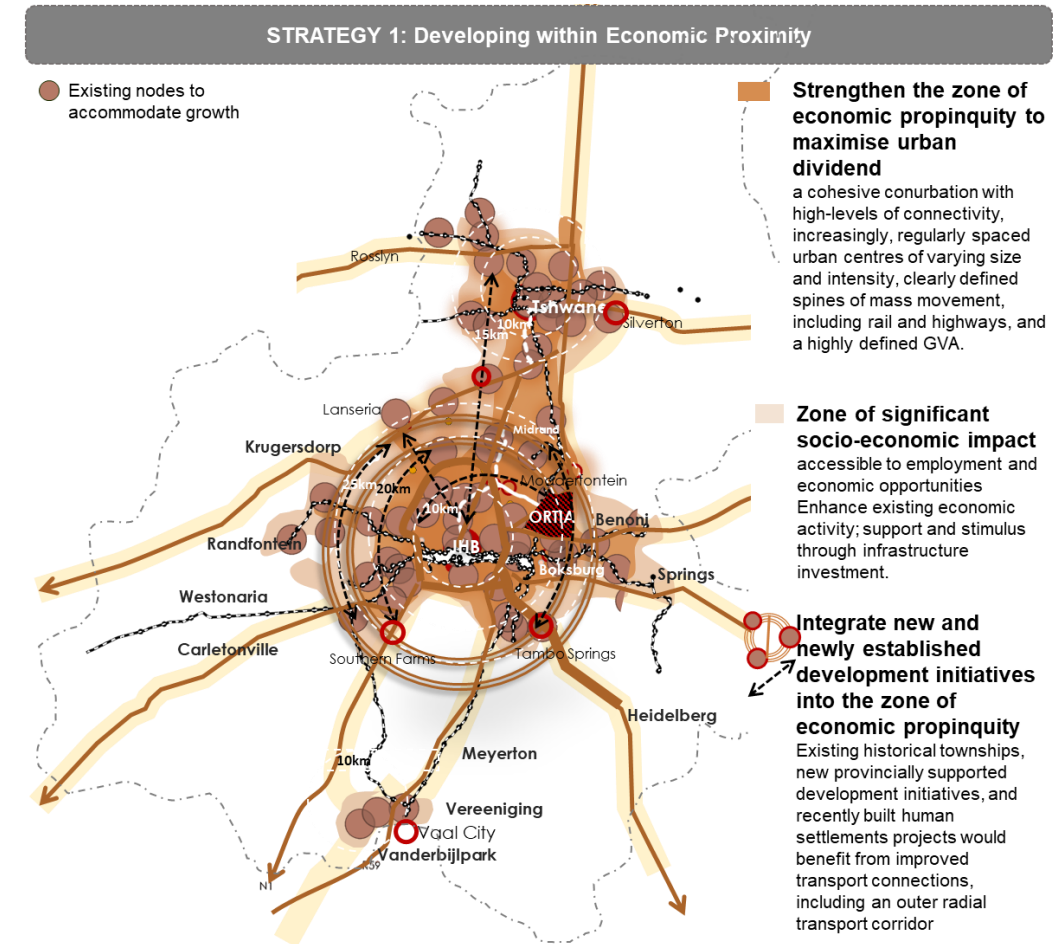 STRATEGY 1: Developing within Economic Proximity
Existing nodes to
accommodate growth
Strengthen the zone of
economic propinquity to
maximise urban
dividend
a cohesive conurbation with
high-levels of connectivity,
increasingly, regularly spaced
urban centres of varying size
and intensity, clearly defined
spines of mass movement,
including rail and highways, and
a highly defined GVA.
Zone of significant
socio-economic impact
accessible to employment and
economic opportunities
Enhance existing economic
activity; support and stimulus
through infrastructure
investment.
Integrate new and
newly established
development initiatives
into the zone of
economic propinquity
Existing historical townships,
new provincially supported
development initiatives, and
recently built human
settlements projects would
benefit from improved
transport connections,
including an outer radial
transport corridor
Rosslyn
Tshwane
Silverton
10km
15km
Lanseria
Midrand
Krugersdorp
Modderfontein
25km
20km
10km
ORTIA
Benoni
Randfontein
JHB
Boksburg
Springs
Westonaria
Carletonville
Southern Farms
Tambo Springs
Heidelberg
10km
Meyerton
Vereeniging
Vaal City
Vanderbijlpark
R59
N1